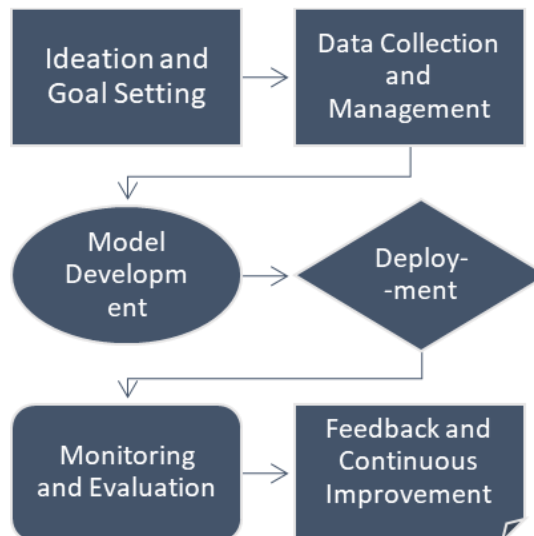 Ideation and
Goal Setting
Data Collection
and
Management
Model
Developm
ent
Deploy-
-ment
Monitoring
and Evaluation
Feedback and
Continuous
Improvement